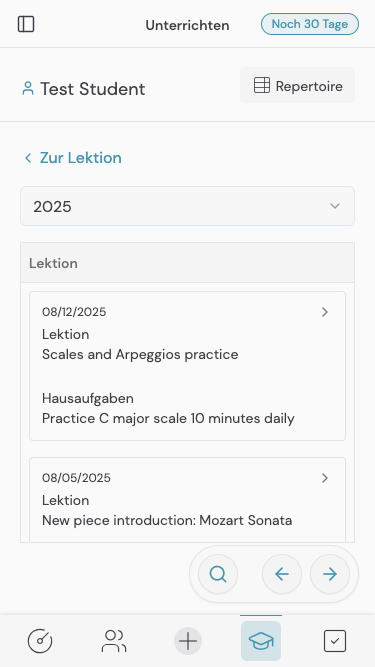 Unterrichten
Noch 30 Tage
Test Student
Repertoire
Zur Lektion
2025
Lektion
08/12/2025
Lektion
Scales and Arpeggios practice
Hausaufgaben
Practice C major scale 10 minutes daily
08/05/2025
Lektion
New piece introduction: Mozart Sonata